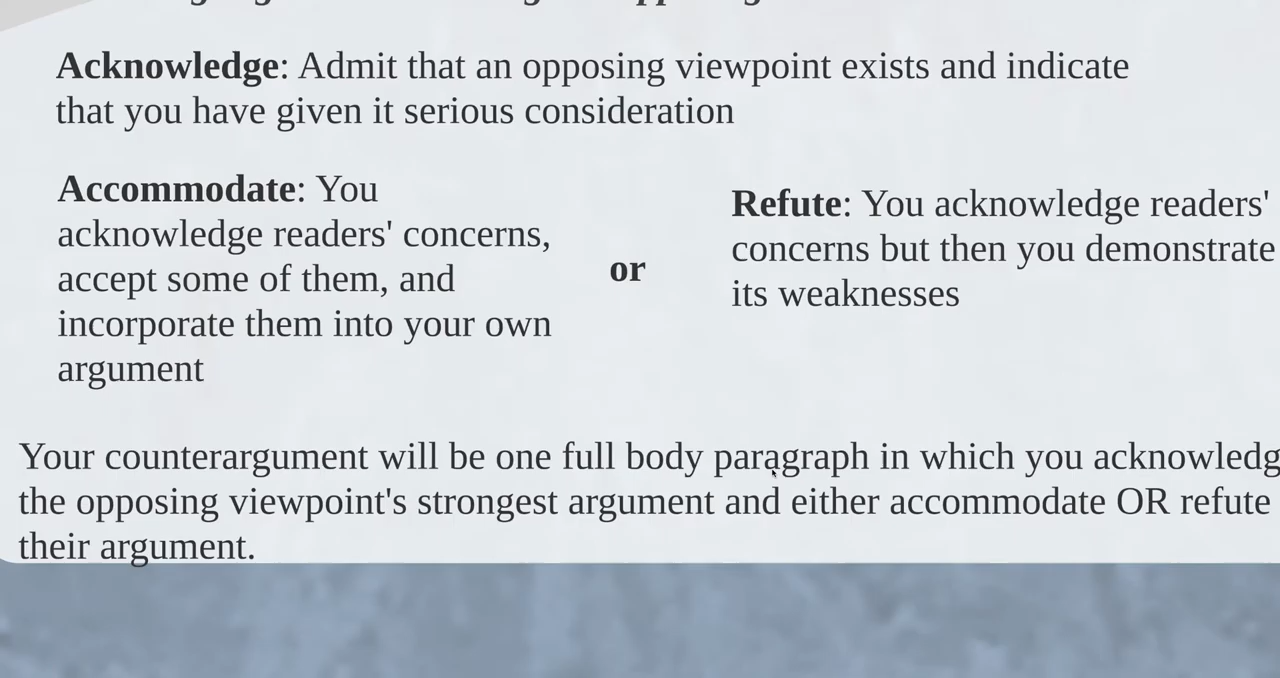 Acknowledge: Admit that an opposing viewpoint exists and indicate
that you have given it serious consideration
Accommodate: You
acknowledge readers' concerns,
accept some of them, and
incorporate them into your own
argument
or
Refute: You acknowledge readers'
concerns but then you demonstrate
its weaknesses
Your counterargument will be one full body paragraph in which you acknowledg
the opposing viewpoint's strongest argument and either accommodate OR refute
their argument.